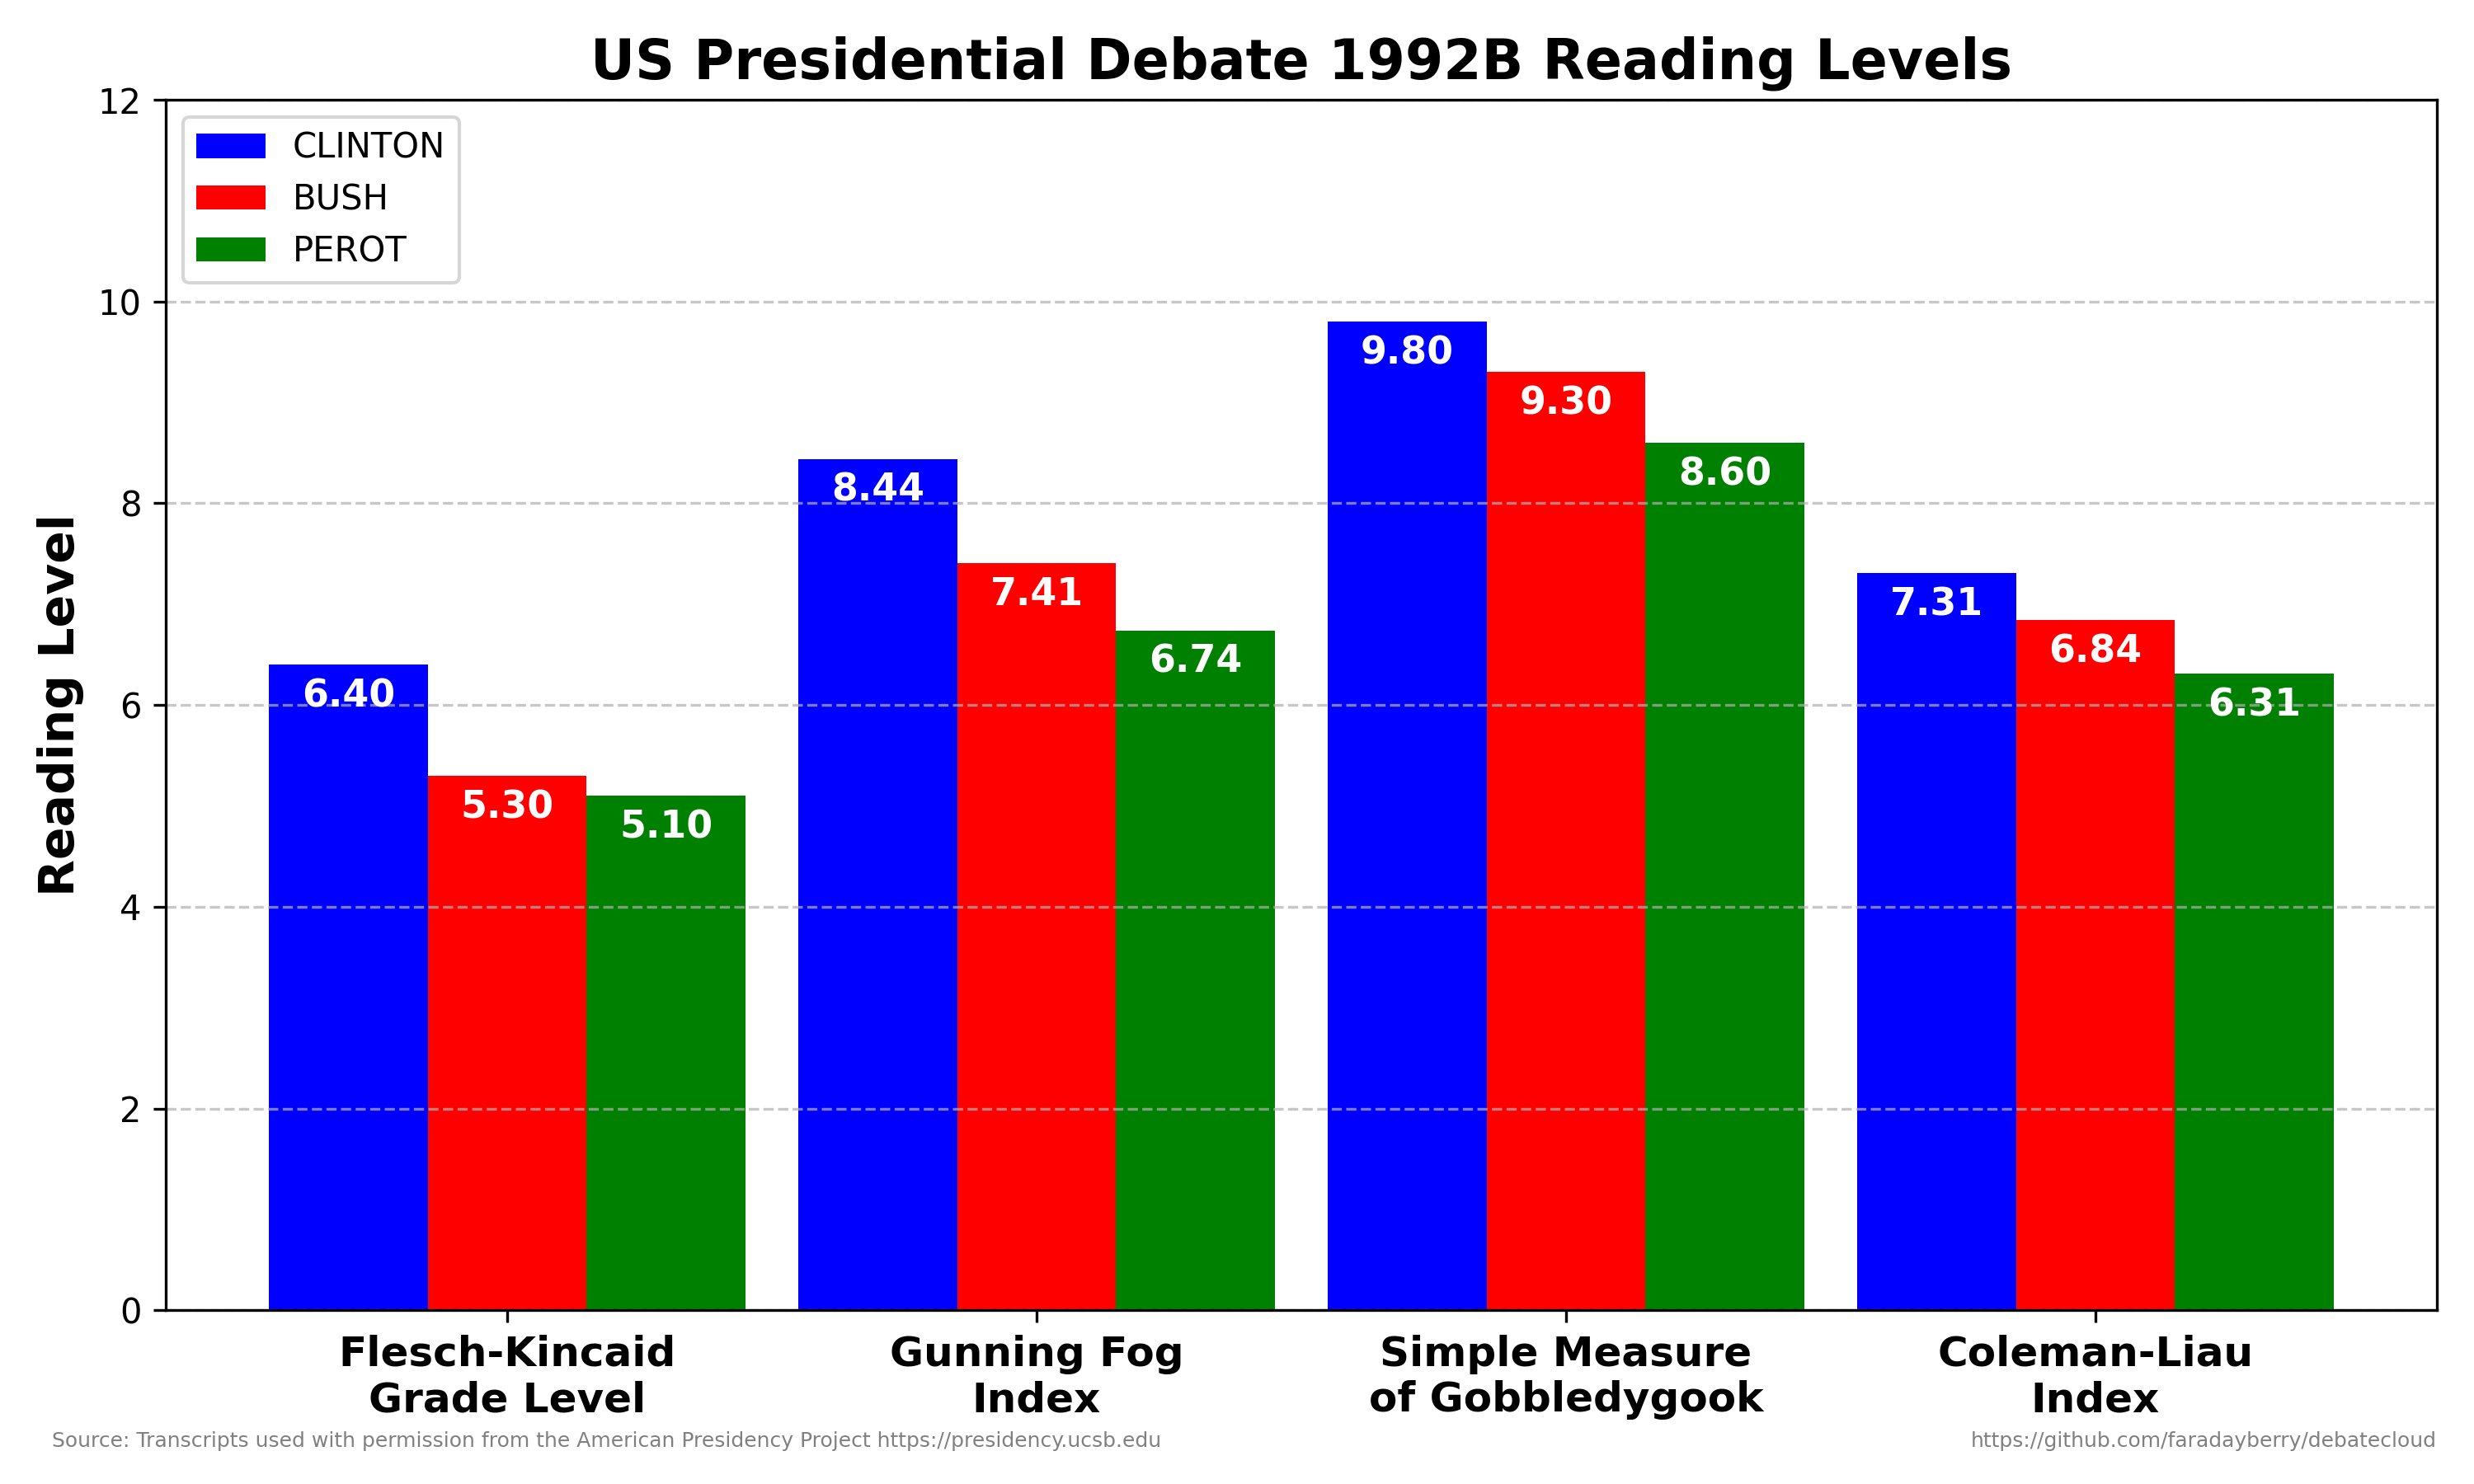 US Presidential Debate 1992B Reading Levels
CLINTON
BUSH
PEROT
Reading Level
12
10
8
6
4
2
0
6.40
5.30
5.10
8.44
7.41
6.74
9.80
9.30
8.60
7.31
6.84
6.31
Flesch-Kincaid
Grade Level
Gunning Fog
Index
Simple Measure
of Gobbledygook
Coleman-Liau
Index
Source: Transcripts used with permission from the American Presidency Project https://presidency.ucsb.edu
https://github.com/faradayberry/debatecloud